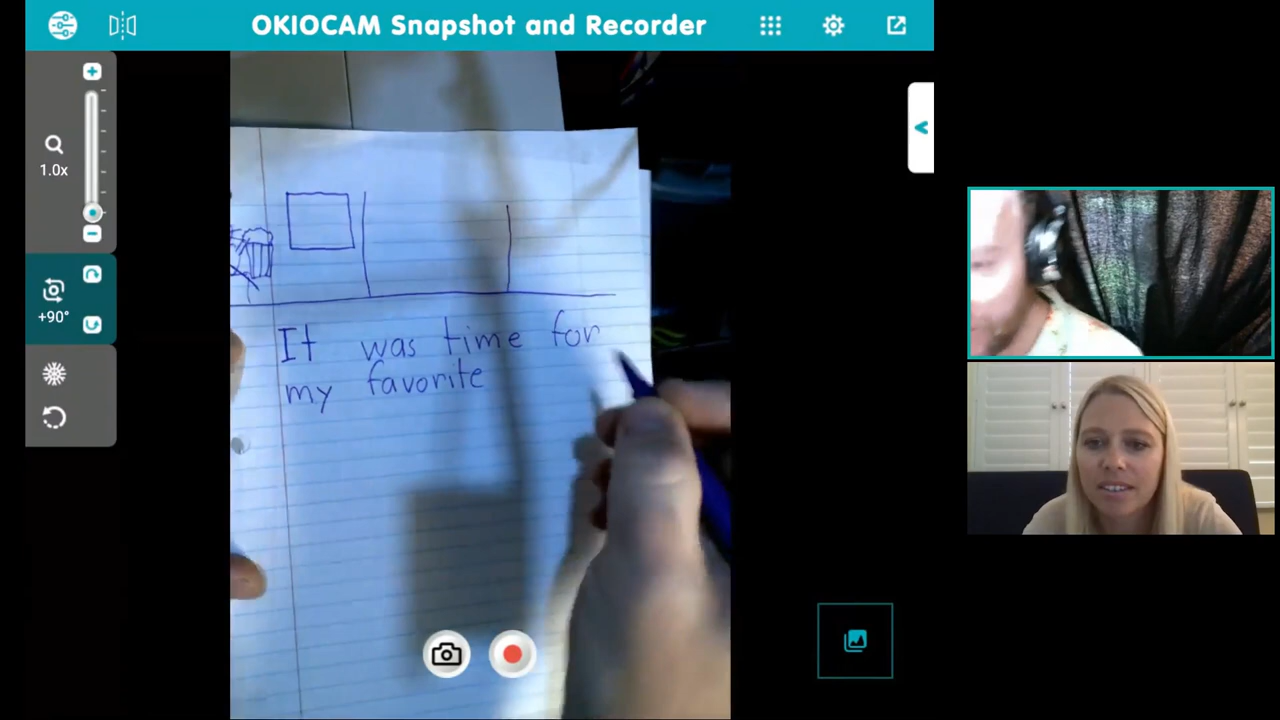 OKIOCAM Snapshot and Recorder
1.0x
+90°
It was time for
my favorite